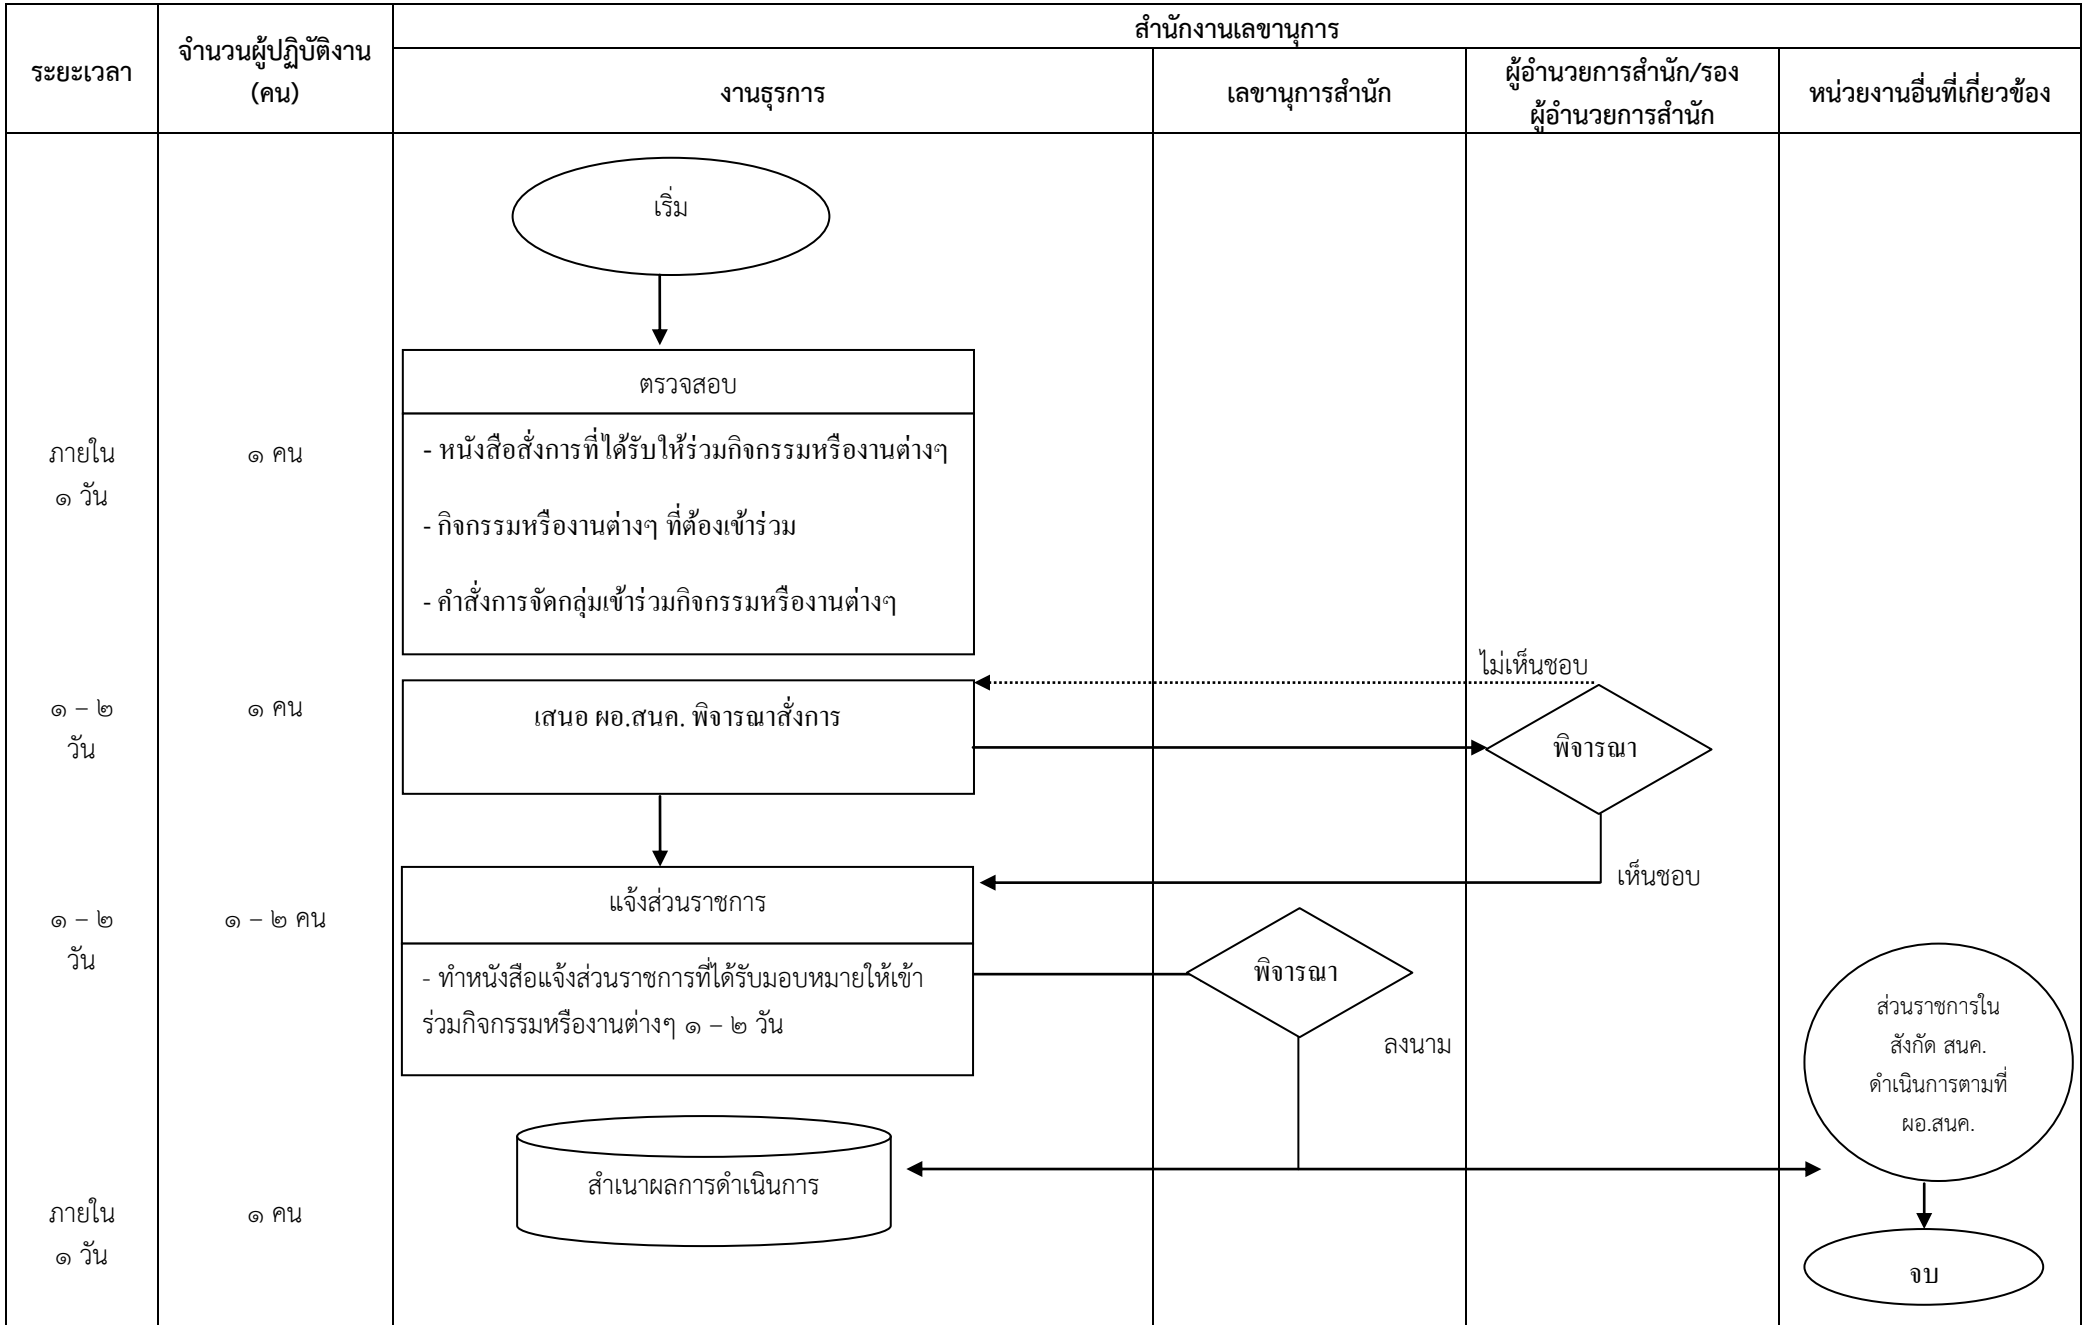 สำนักงานเลขานุการ
ระยะเวลา
จำนวนผู้ปฏิบัติงาน
(คน)
งานธุรการ
เลขานุการสำนัก
ผู้อำนวยการสำนัก/รอง
ผู้อำนวยการสำนัก
หน่วยงานอื่นที่เกี่ยวข้อง
เริ่ม
ตรวจสอบ
ภายใน
๑ วัน
๑ คน
- หนังสือสั่งการที่ได้รับให้ร่วมกิจกรรมหรืองานต่างๆ
- กิจกรรมหรืองานต่างๆ ที่ต้องเข้าร่วม
- คำสั่งการจัดกลุ่มเข้าร่วมกิจกรรมหรืองานต่างๆ
ไม่เห็นชอบ
๑ – ๒
วัน
๑ คน
เสนอ ผอ.สนค. พิจารณาสั่งการ
พิจารณา
เห็นชอบ
๑ – ๒
วัน
๑ – ๒ คน
แจ้งส่วนราชการ
- ทำหนังสือแจ้งส่วนราชการที่ได้รับมอบหมายให้เข้า
ร่วมกิจกรรมหรืองานต่างๆ ๑ – ๒ วัน
พิจารณา
ลงนาม
ส่วนราชการใน
สังกัด สนค.
ดำเนินการตามที่
ผอ.สนค.
สำเนาผลการดำเนินการ
ภายใน
๑ วัน
๑ คน
จบ